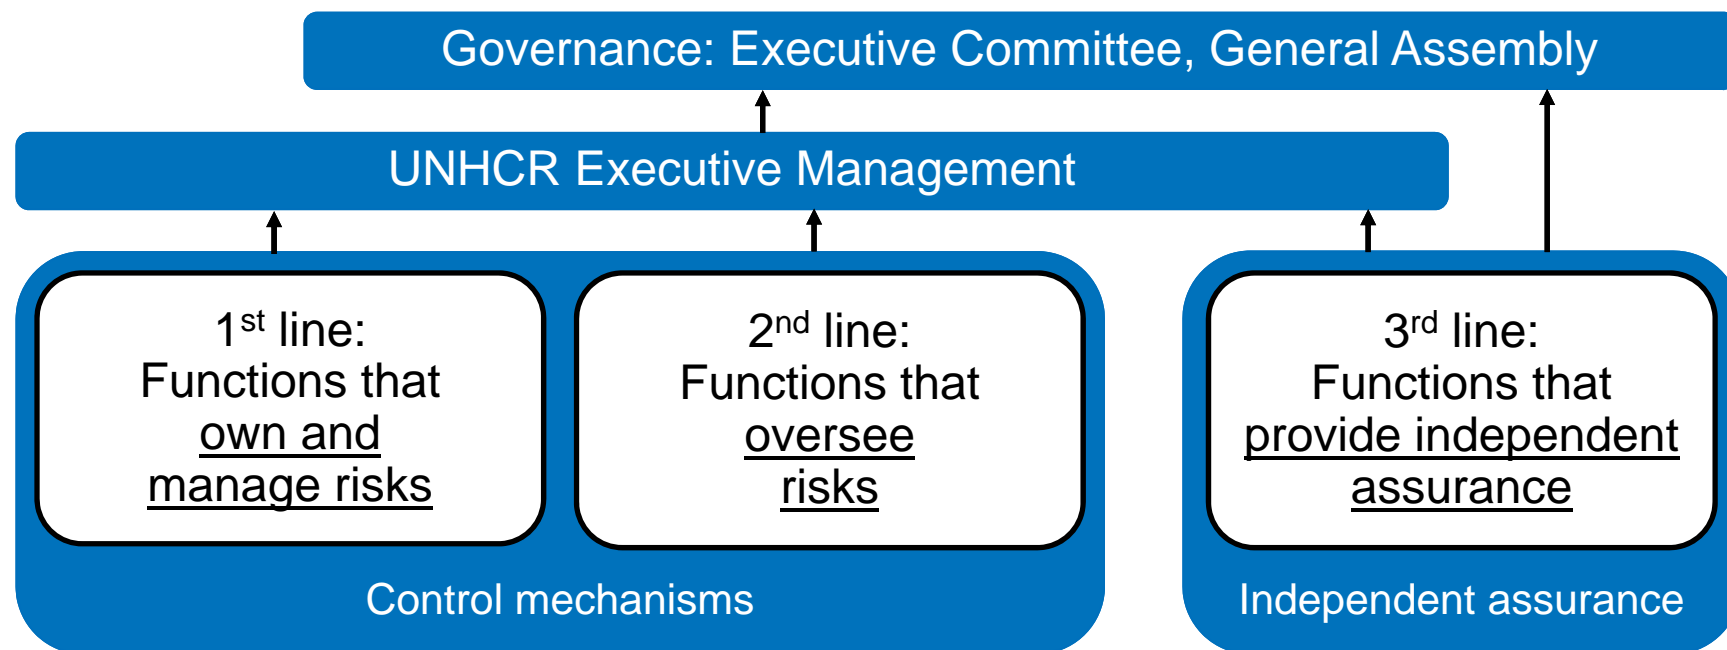 Governance: Executive Committee, General Assembly
UNHCR Executive Management
1st line:
Functions that
own and
manage risks
2nd line:
Functions that
oversee
risks
3rd line:
Functions that
provide independent
assurance
Control mechanisms
Independent assurance